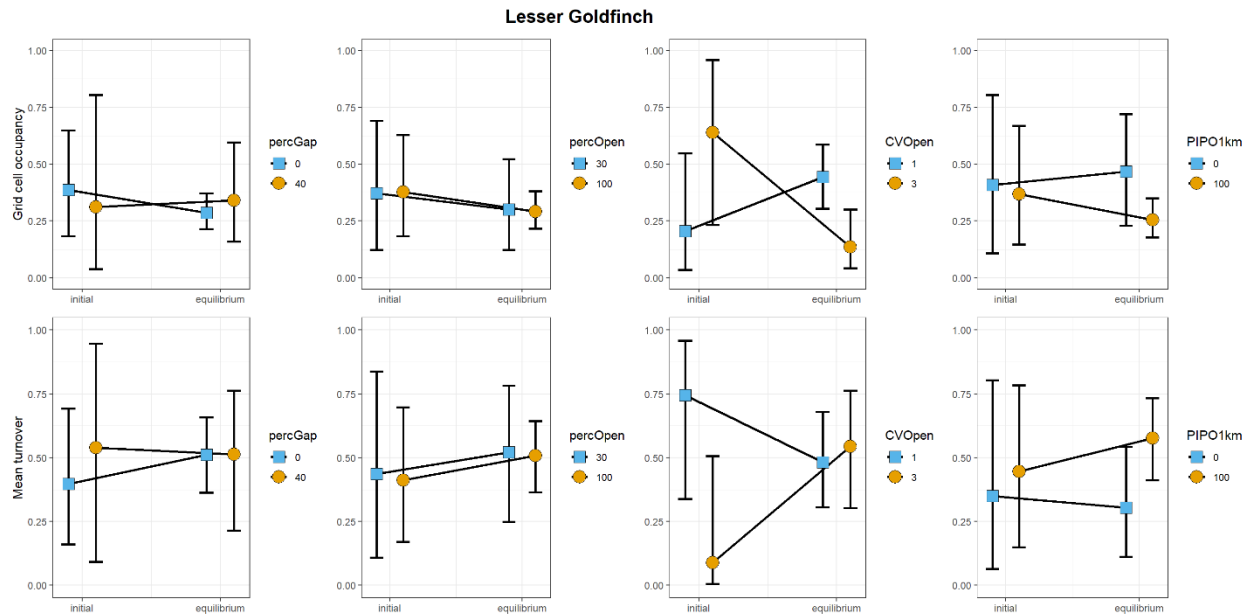 Lesser Goldfinch
Grid cell occupancy
1.00
0.75
0.50
0.25
0.00
initial
equilibrium
percGap
0
40
1.00
0.75
0.50
0.25
0.00
initial
equilibrium
percOpen
30
100
1.00
0.75
0.50
0.25
0.00
initial
equilibrium
CVOpen
1
3
1.00
0.75
0.50
0.25
0.00
initial
equilibrium
PIPO1km
0
100
Mean turnover
1.00
0.75
0.50
0.25
0.00
initial
equilibrium
percGap
0
40
1.00
0.75
0.50
0.25
0.00
initial
equilibrium
percOpen
30
100
1.00
0.75
0.50
0.25
0.00
initial
equilibrium
CVOpen
1
3
1.00
0.75
0.50
0.25
0.00
initial
equilibrium
PIPO1km
0
100